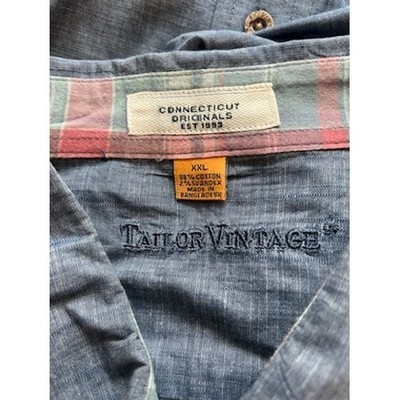 CONNECTICUT
ORIGINALS
EST 1993
XXL
98% COTTON
2% SPANDEX
MADE IN
BANGLADESH
TAILOR VINTAGE